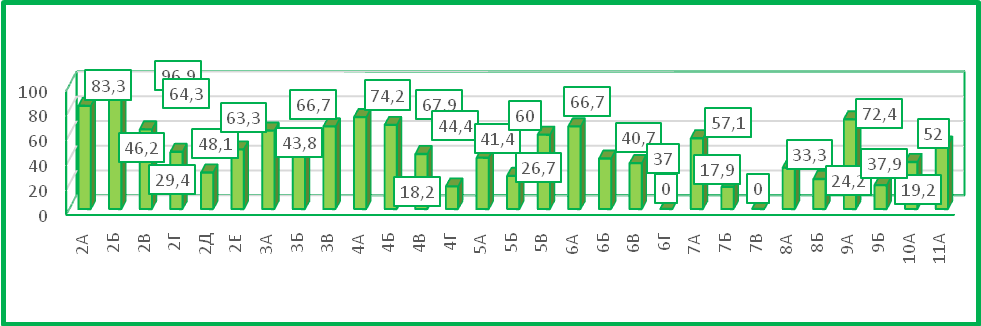 96,9
83,3
64,3
46,2
29,4
48,1
63,3
43,8
66,7
74,2
67,9
18,2
44,4
41,4
60
26,7
66,7
40,7
37
0
57,1
17,9
0
33,3
24,2
72,4
37,9
19,2
52
100
80
60
40
20
0
2А
2Б
2В
2Г
2Д
2Е
3А
3Б
3В
4А
4Б
4В
4Г
5А
5Б
5В
6А
6Б
6В
6Г
7А
7Б
7В
8А
8Б
9А
9Б
10А
11А